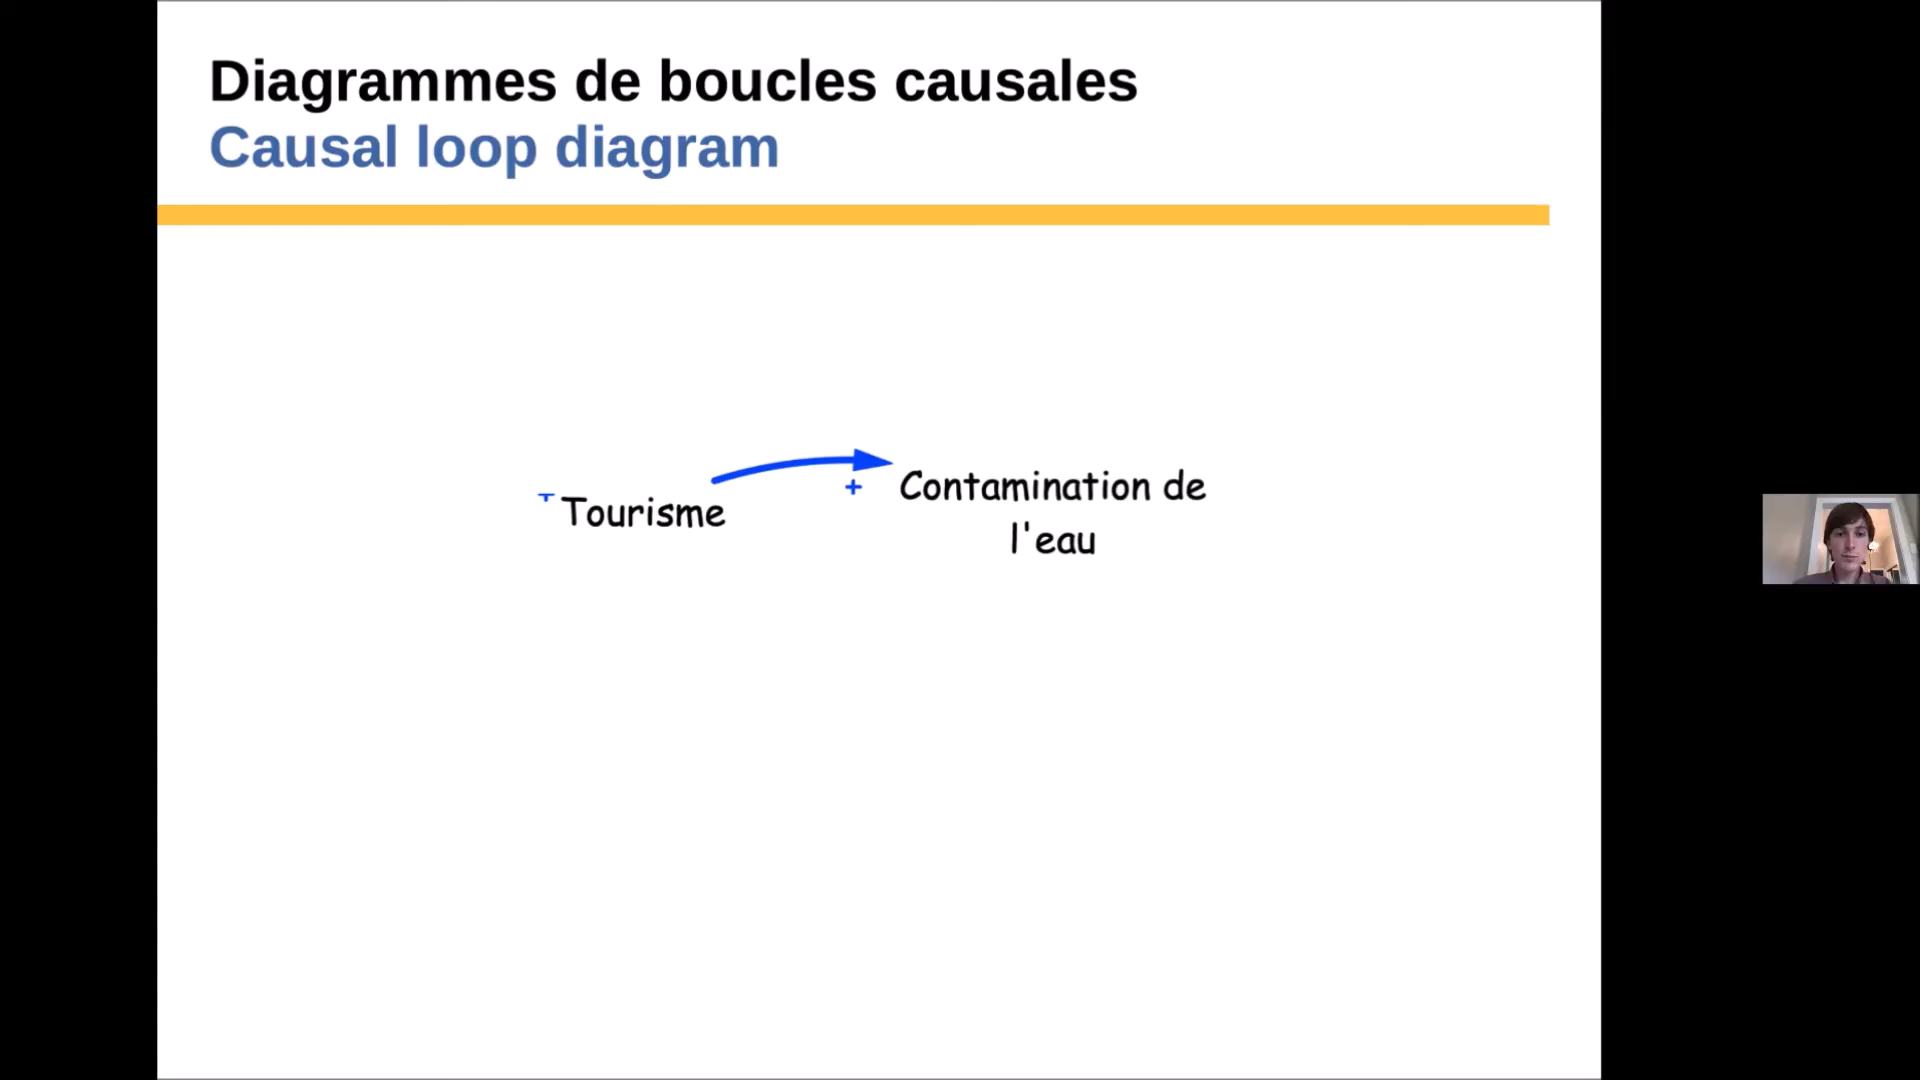 Diagrammes de boucles causales
Causal loop diagram
Tourisme
+
Contamination de
l'eau